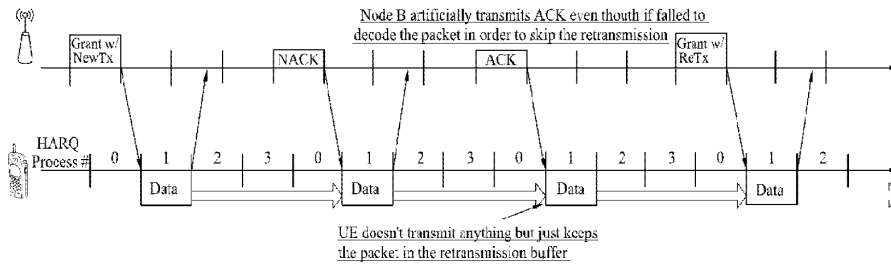 Node B artificially transmits ACK even thouth if falled to
decode the packet in order to skip the retransmission
Grant w/
NewTx
NACK
ACK
Grant w/
ReTx
HARQ
Process #
0 1 2 3 0 1 2 3 0 1 2 3 0 1 2
Data Data Data Data
UE doesn't transmit anything but just keeps
the packet in the retransmission buffer